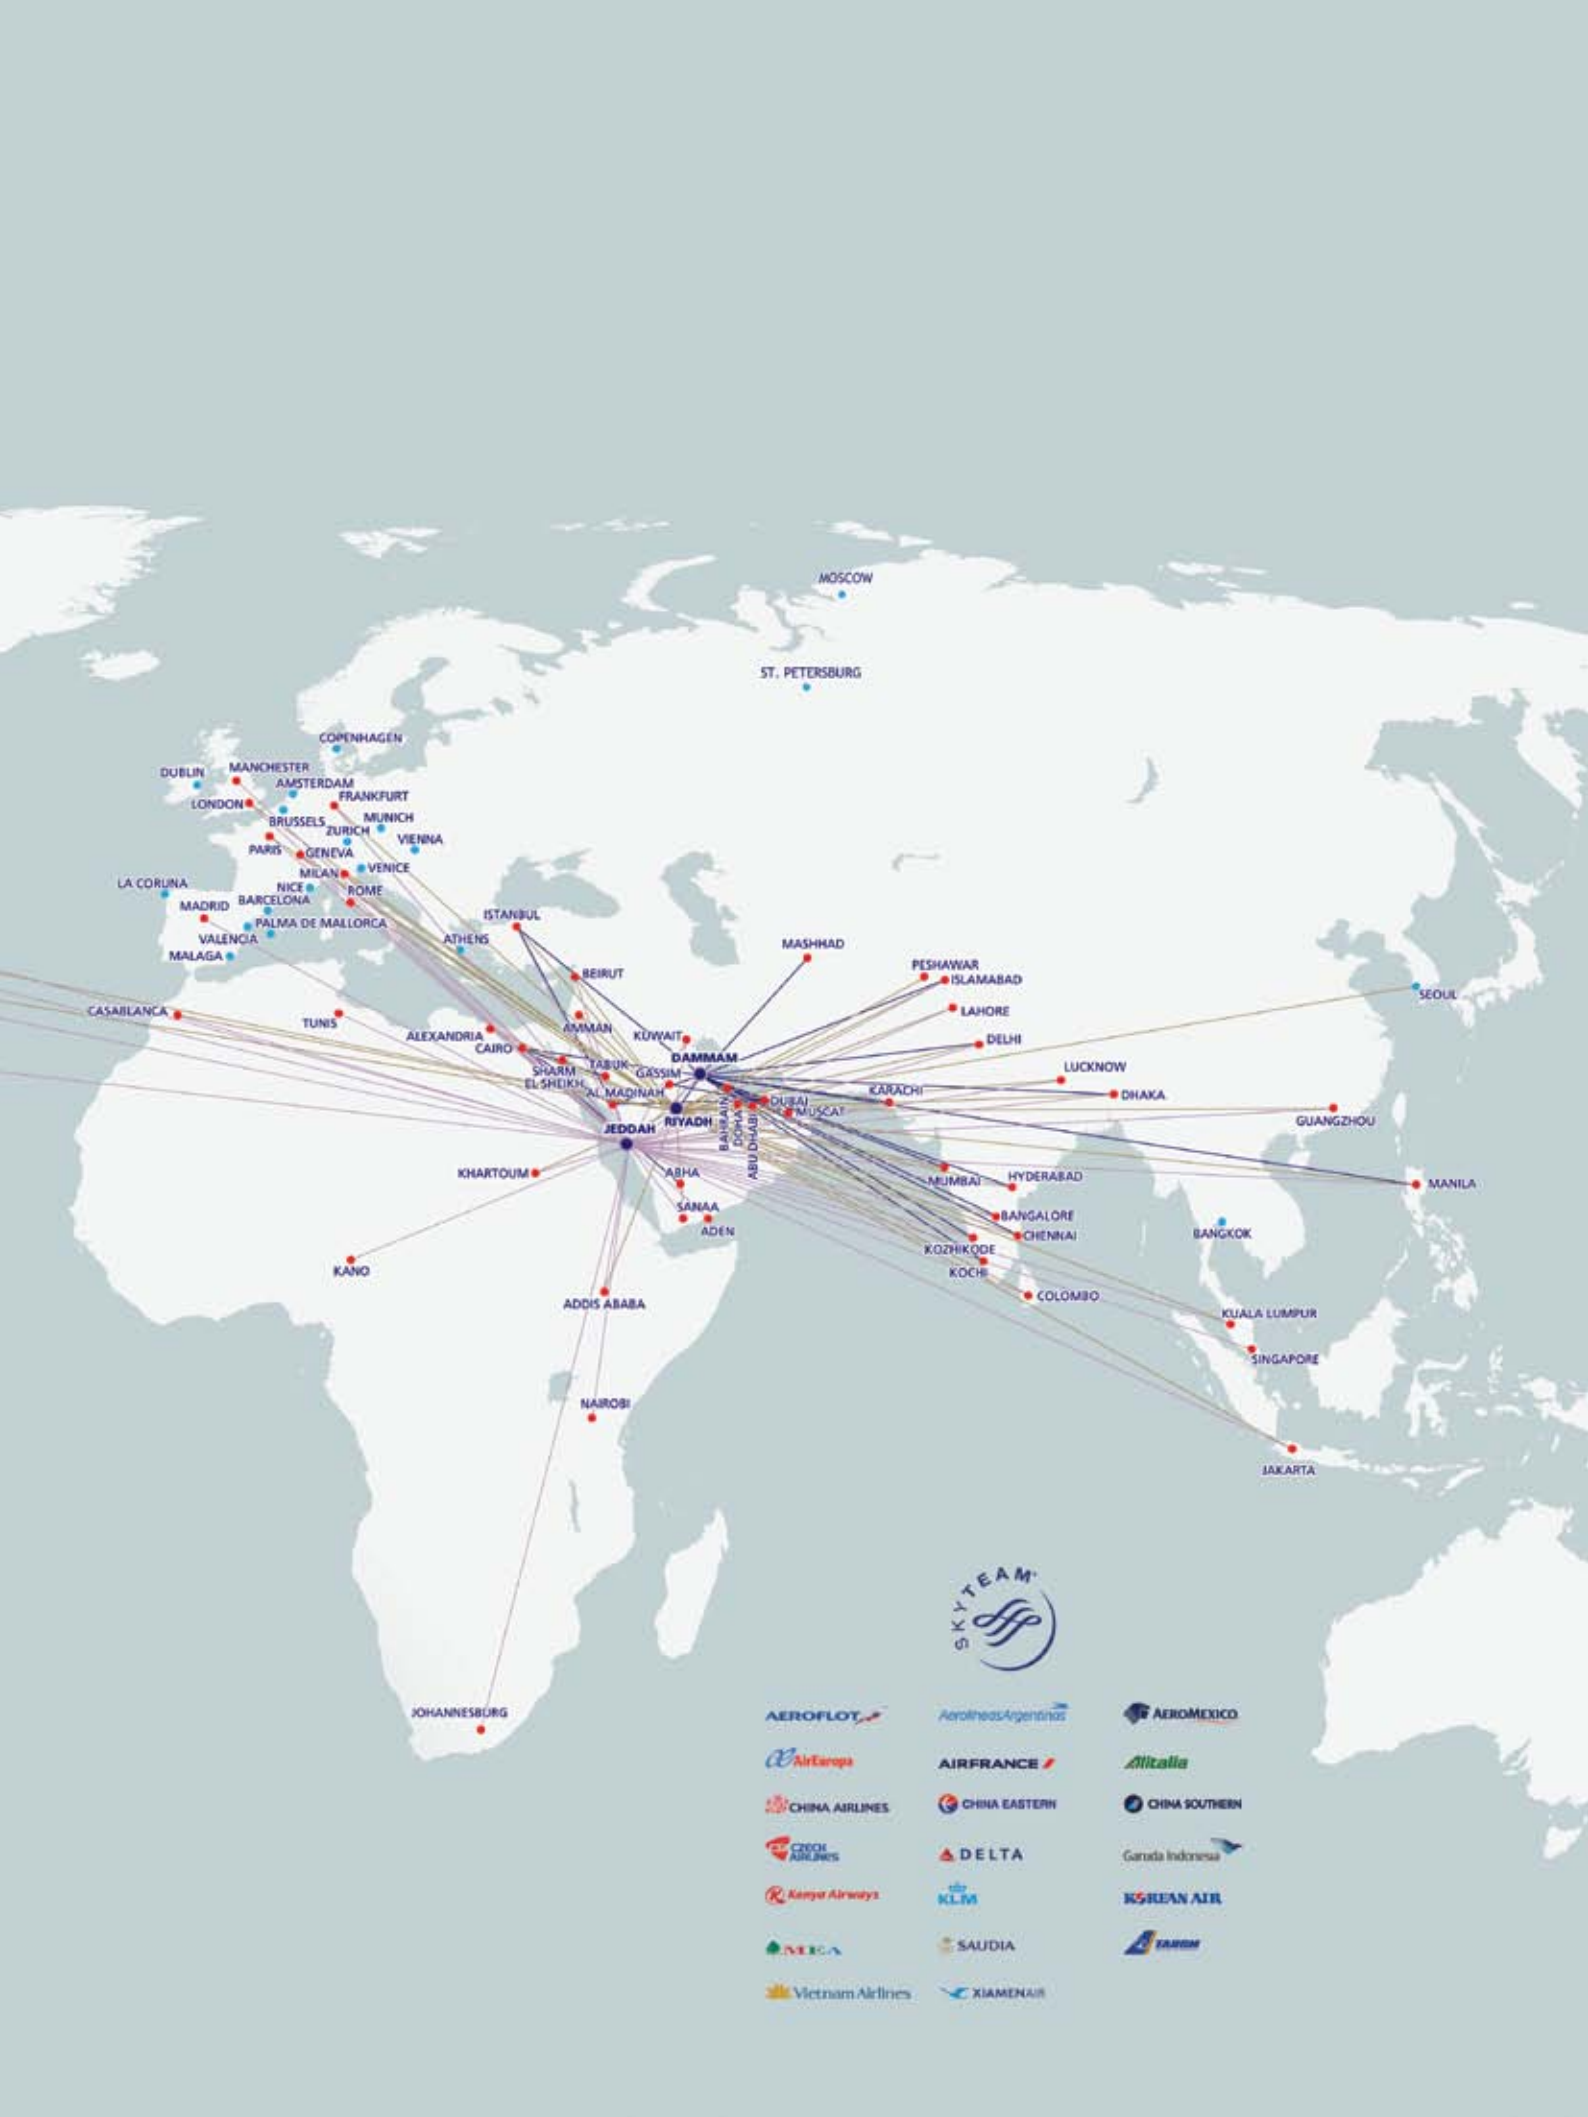 MOSCOW
ST. PETERSBURG
COPENHAGEN
DUBLIN
MANCHESTER
AMSTERDAM
LONDON
FRANKFURT
BRUSSELS
MUNICH
ZURICH
VIENNA
PARIS
GENEVA
MILAN
VENICE
LA CORUNA
NICE
ROME
MADRID
BARCELONA
PALMA DE MALLORCA
VALENCIA
MALAGA
ISTANBUL
ATHENS
BEIRUT
MASHHAD
PESHAWAR
ISLAMABAD
SEOUL
CASABLANCA
TUNIS
ALEXANDRIA
AMMAN
KUWAIT
LAHORE
CAIRO
DELHI
DAMMAM
SHARM
EL SHEIKH
TABUK
GASSIM
LUCKNOW
AL MADINAH
KARACHI
DHAKA
DUBAI
MUSCAT
RIYADH
JEDDAH
BAHRAIN
DOHA
ABU DHABI
GUANGZHOU
KHARTOUM
ABHA
MUMBAI
HYDERABAD
MANILA
SANAA
ADEN
BANGALORE
CHENNAI
BANGKOK
KOZHIKODE
KOCHI
KANO
ADDIS ABABA
COLOMBO
KUALA LUMPUR
SINGAPORE
NAIROBI
JAKARTA
JOHANNESBURG
SKYTEAM
AEROFLOT
AerolineasArgentinas
AEROMEXICO
AirEuropa
AIRFRANCE
Alitalia
CHINA AIRLINES
CHINA EASTERN
CHINA SOUTHERN
CZECH
AIRLINES
DELTA
Garuda Indonesia
Kenya Airways
KLM
KOREAN AIR
MEA
SAUDIA
TAROM
Vietnam Airlines
XIAMENAIR